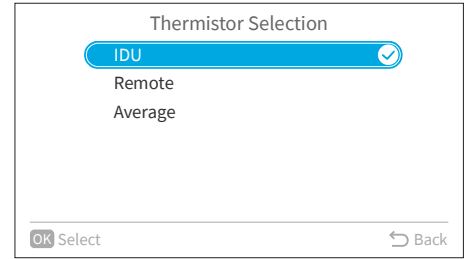 Thermistor Selection
IDU
Remote
Average
OK Select
Back